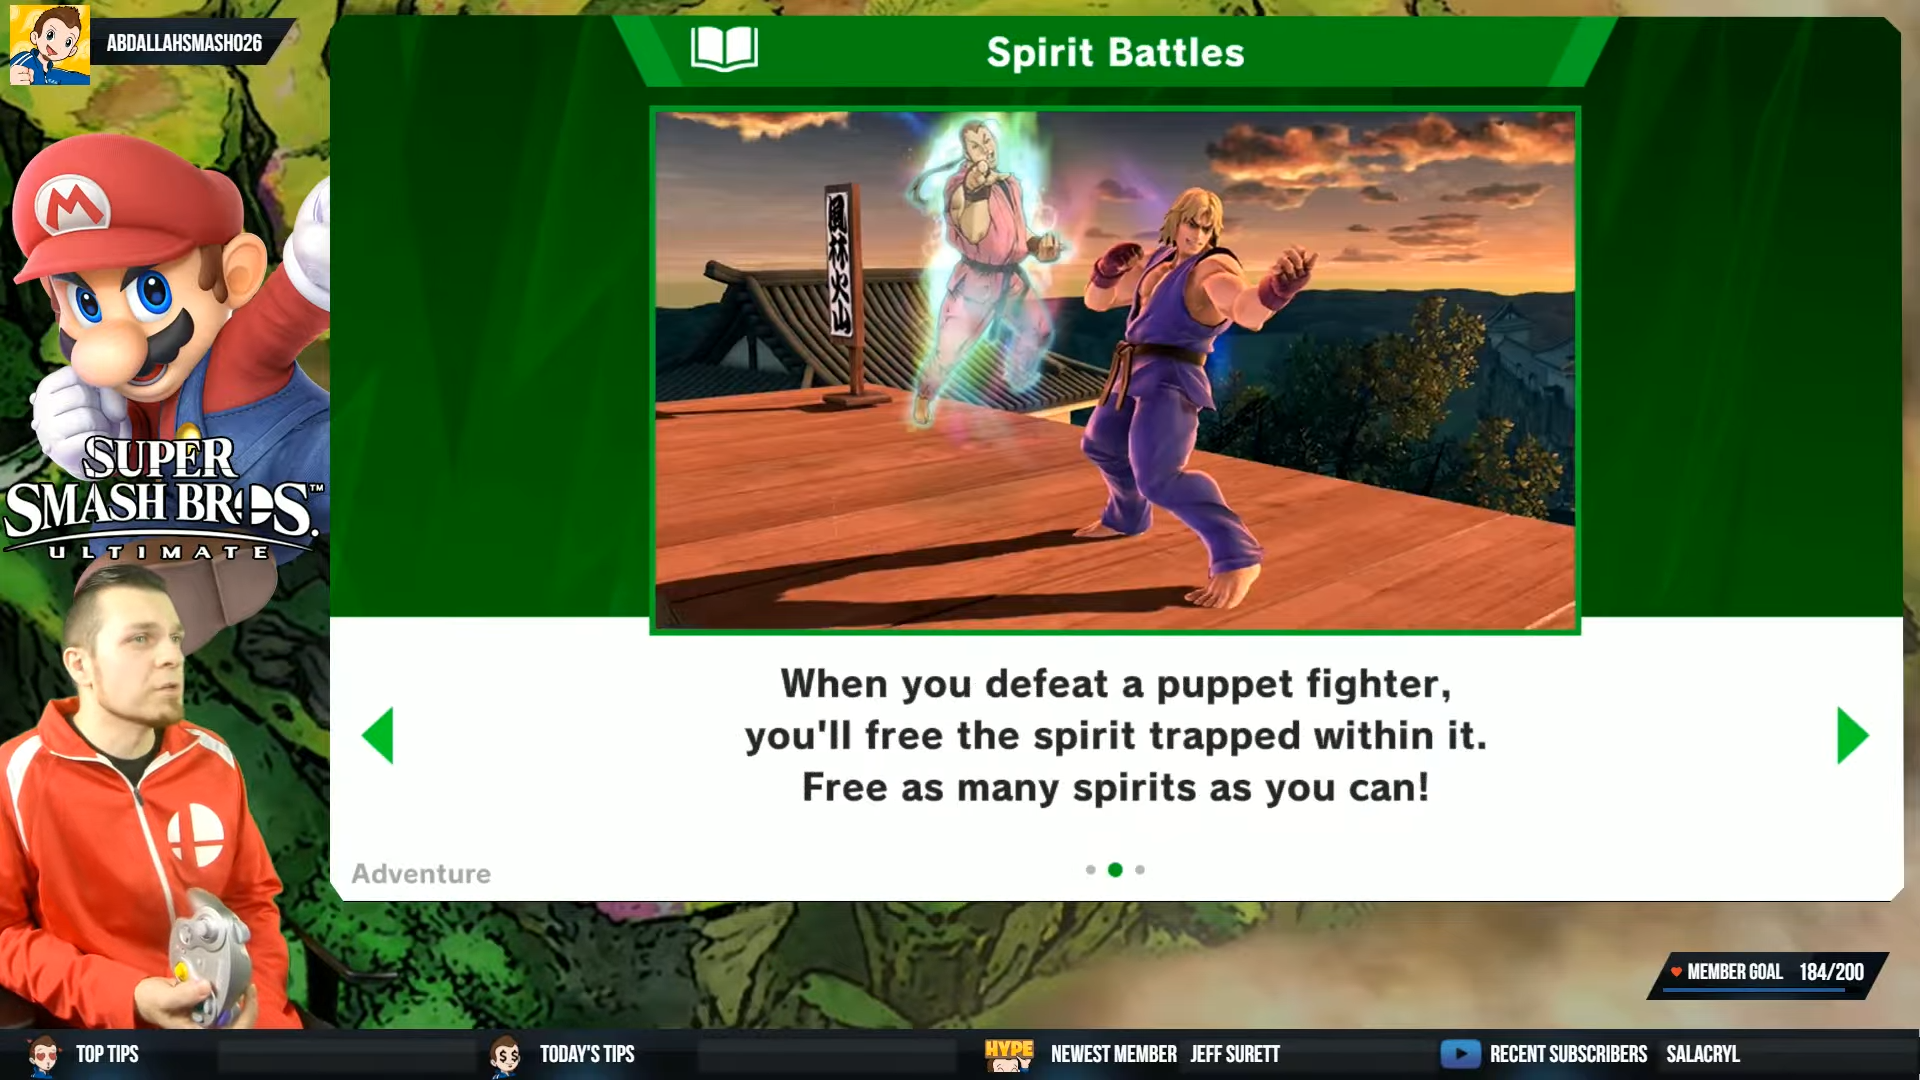 ABDALLAHSMASH026
Spirit Battles
風林火山
M
SUPER
SMASH BROS.™
ULTIMATE
When you defeat a puppet fighter,
you'll free the spirit trapped within it.
Free as many spirits as you can!
Adventure
MEMBER GOAL 184/200
TOP TIPS
TODAY'S TIPS
HYPE
NEWEST MEMBER JEFF SURETT
RECENT SUBSCRIBERS SALACRYL